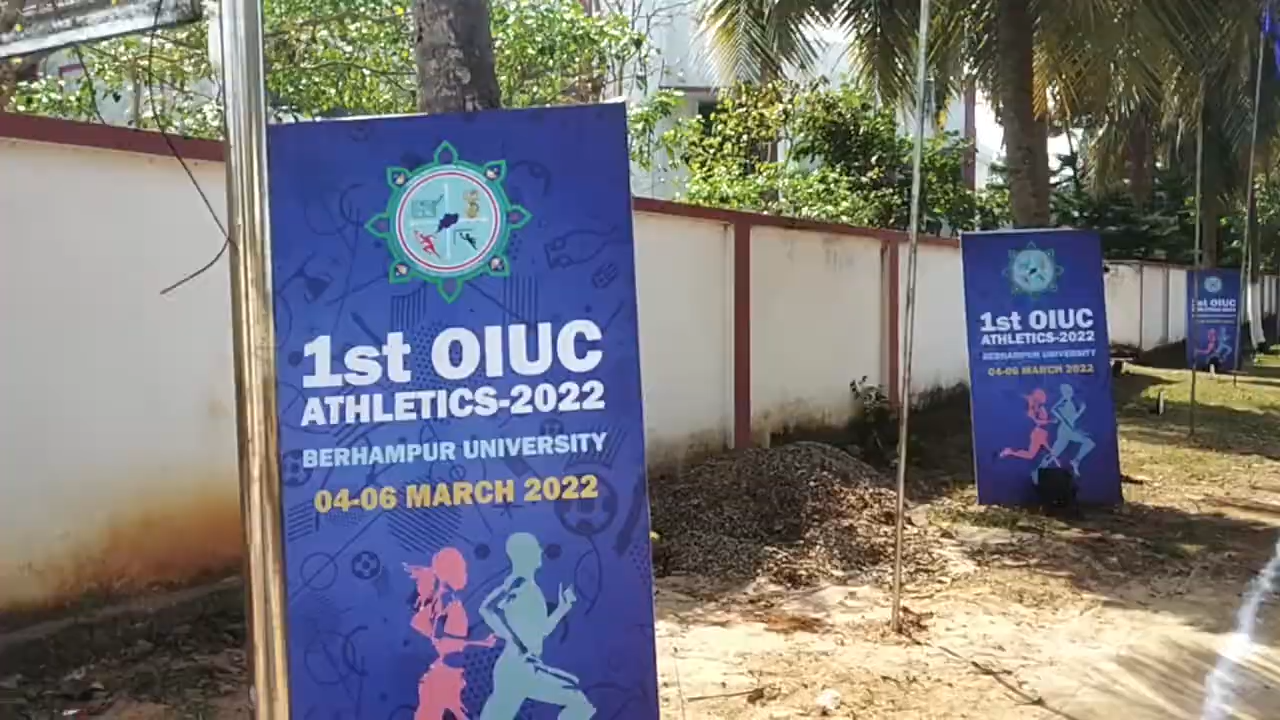 1st OIUC
ATHLETICS-2022
BERHAMPUR UNIVERSITY
04-06 MARCH 2022
1st OIUC
ATHLETICS-2022
BERHAMPUR UNIVERSITY
04-06 MARCH 2022
1st OIUC